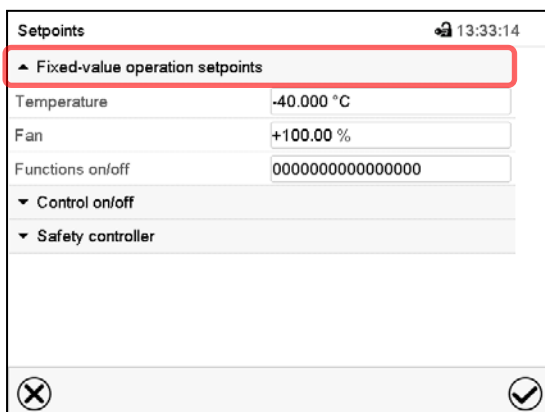 Setpoints 13:33:14
Fixed-value operation setpoints
Temperature -40.000 °C
Fan +100.00 %
Functions on/off 0000000000000000
Control on/off
Safety controller